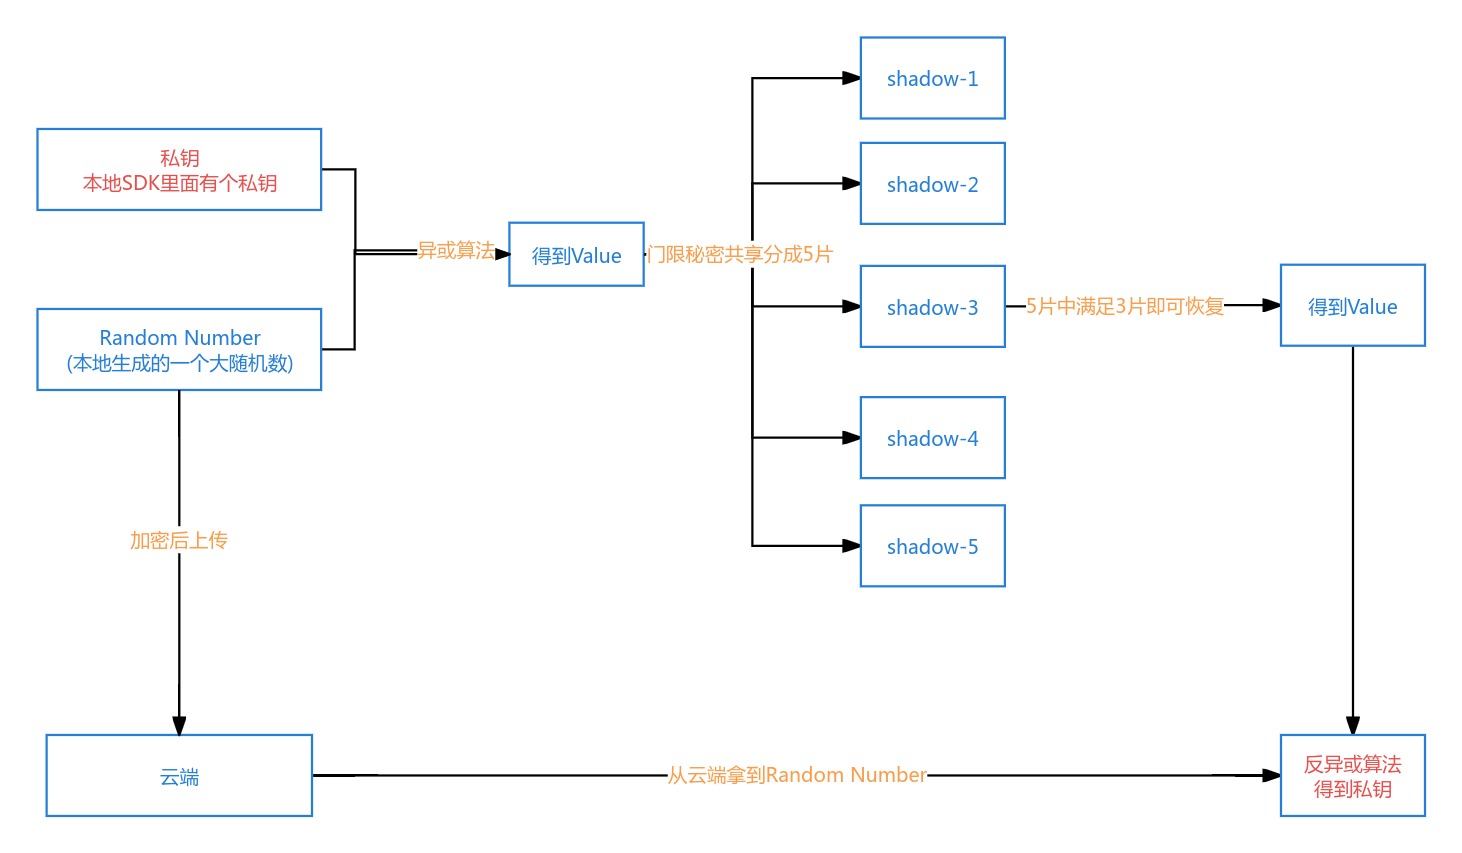 私钥
本地SDK里面有个私钥
Random Number
(本地生成的一个大随机数)
异或算法
得到Value
门限秘密共享分成5片
shadow-1
shadow-2
shadow-3
shadow-4
shadow-5
5片中满足3片即可恢复
得到Value
加密后上传
云端
从云端拿到Random Number
反异或算法
得到私钥